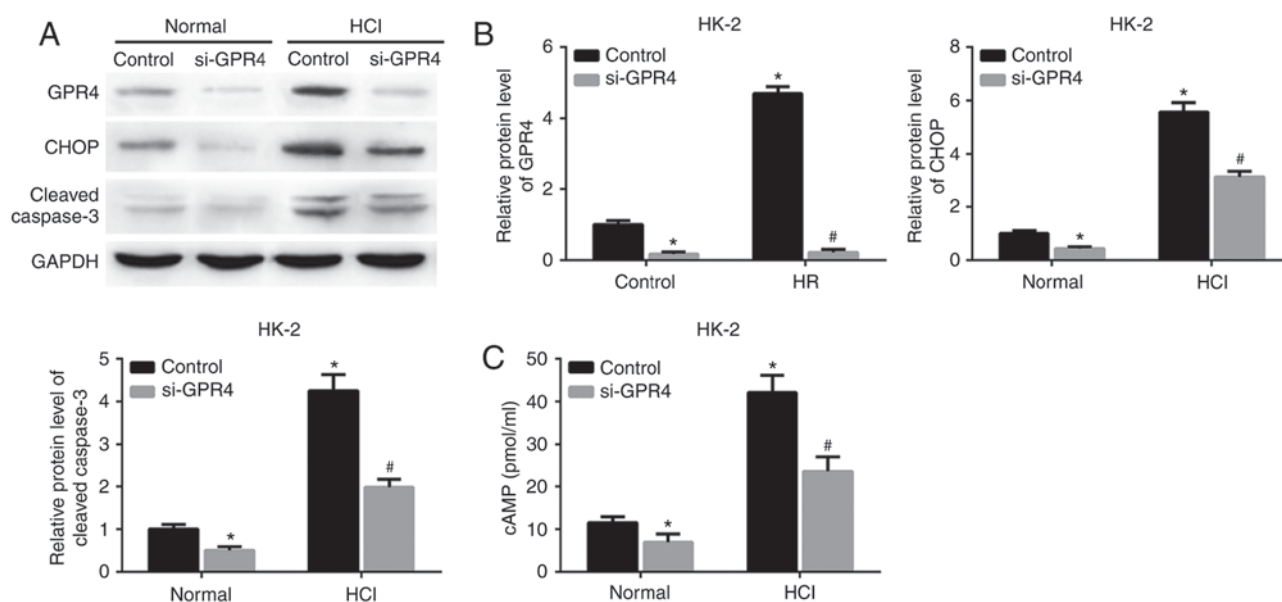 A
Normal
HCl
Control
si-GPR4
Control
si-GPR4
GPR4
CHOP
Cleaved
caspase-3
GAPDH
B
HK-2
Relative protein level
of GPR4
6
4
2
0
Control
si-GPR4
*
*
#
Control
HR
HK-2
Relative protein level
of CHOP
8
6
4
2
0
Control
si-GPR4
*
*
#
Normal
HCl
HK-2
Relative protein level of
cleaved caspase-3
5
4
3
2
1
0
Control
si-GPR4
*
*
#
Normal
HCl
C
HK-2
cAMP (pmol/ml)
50
40
30
20
10
0
Control
si-GPR4
*
*
#
Normal
HCl